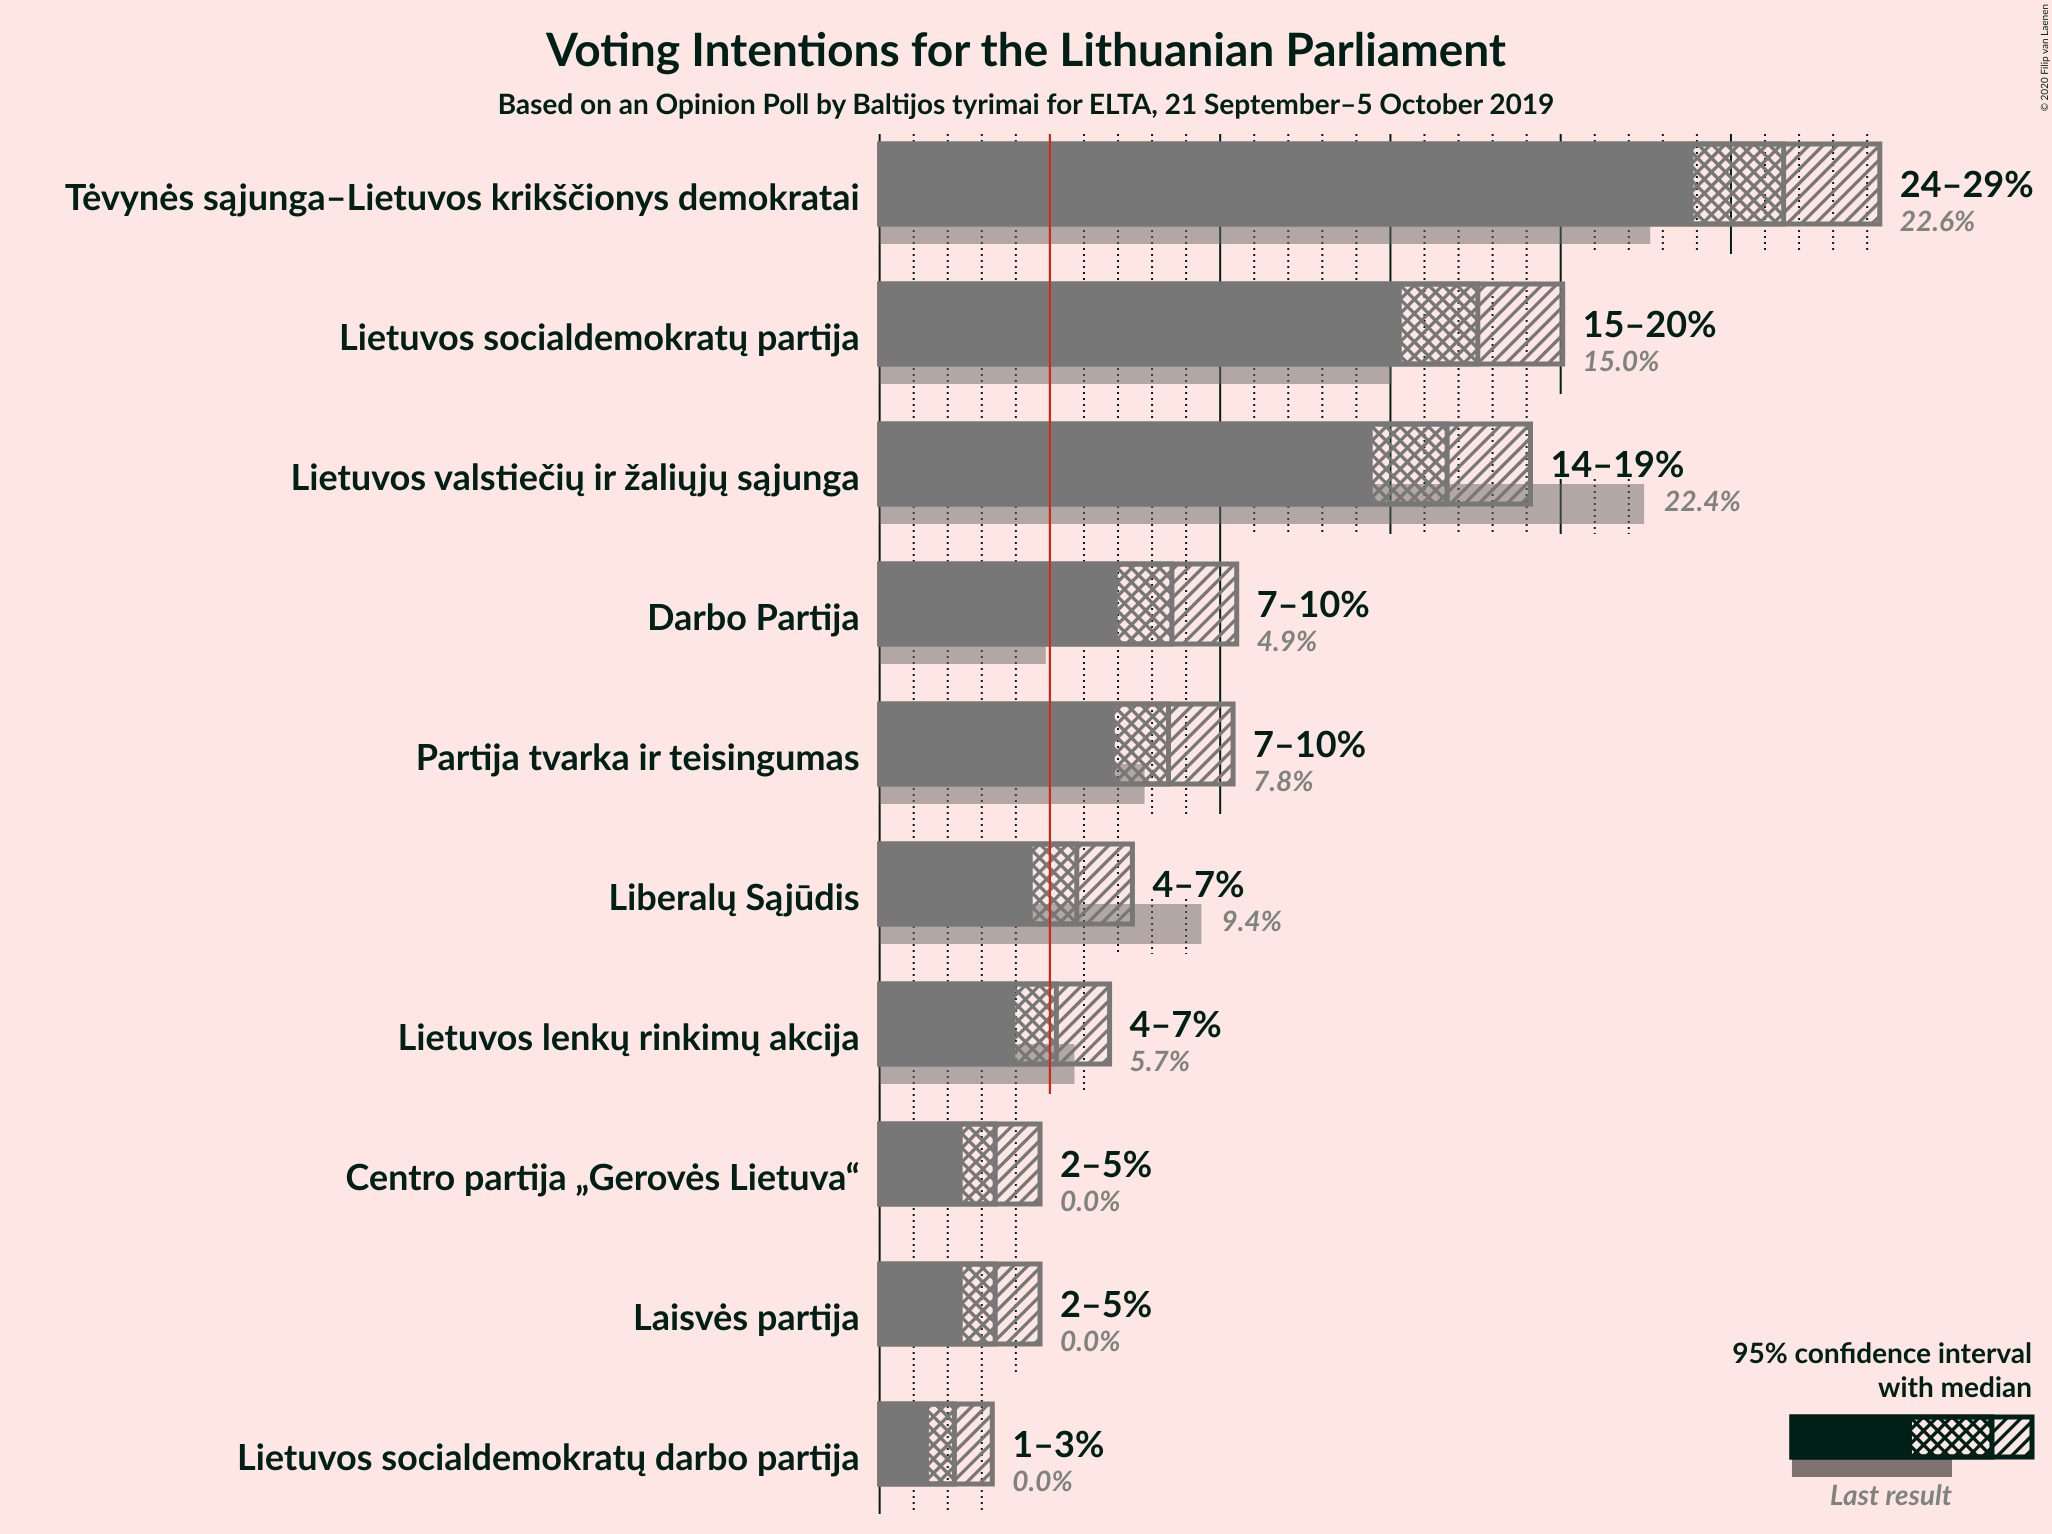 Voting Intentions for the Lithuanian Parliament
Based on an Opinion Poll by Baltijos tyrimai for ELTA, 21 September–5 October 2019
© 2020 Filip van Laenen
Tėvynės sąjunga–Lietuvos krikščionys demokratai
24–29%
22.6%
Lietuvos socialdemokratų partija
15–20%
15.0%
Lietuvos valstiečių ir žaliųjų sąjunga
14–19%
22.4%
Darbo Partija
7–10%
4.9%
Partija tvarka ir teisingumas
7–10%
7.8%
Liberalų Sąjūdis
4–7%
9.4%
Lietuvos lenkų rinkimų akcija
4–7%
5.7%
Centro partija „Gerovės Lietuva“
2–5%
0.0%
Laisvės partija
2–5%
0.0%
Lietuvos socialdemokratų darbo partija
1–3%
0.0%
95% confidence interval
with median
Last result